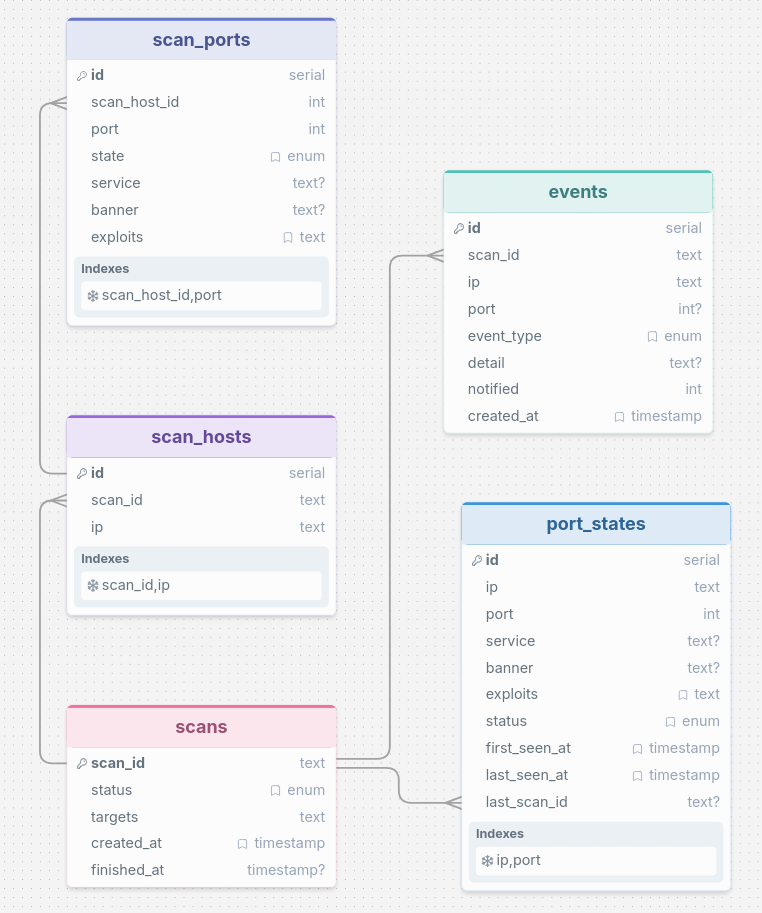 scan_ports
id serial
scan_host_id int
port int
state enum
service text?
banner text?
exploits text
Indexes
scan_host_id,port
events
id serial
scan_id text
ip text
port int?
event_type enum
detail text?
notified int
created_at timestamp
scan_hosts
id serial
scan_id text
ip text
Indexes
scan_id,ip
port_states
id serial
ip text
port int
service text?
banner text?
exploits text
status enum
first_seen_at timestamp
last_seen_at timestamp
last_scan_id text?
Indexes
ip,port
scans
scan_id text
status enum
targets text
created_at timestamp
finished_at timestamp?